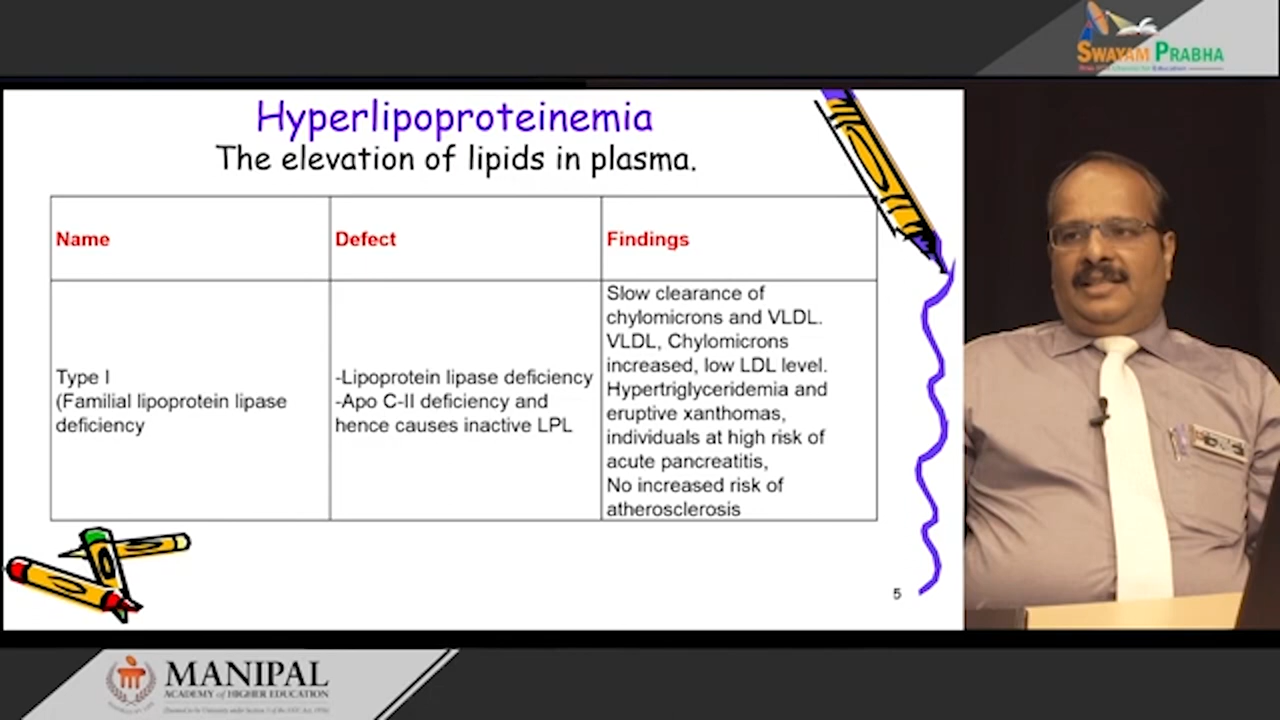 SWAYAM PRABHA
Hyperlipoproteinemia
The elevation of lipids in plasma.
Name
Defect
Findings
Type I
(Familial lipoprotein lipase
deficiency
-Lipoprotein lipase deficiency
-Apo C-II deficiency and
hence causes inactive LPL
Slow clearance of
chylomicrons and VLDL.
VLDL, Chylomicrons
increased, low LDL level.
Hypertriglyceridemia and
eruptive xanthomas,
individuals at high risk of
acute pancreatitis,
No increased risk of
atherosclerosis
5
MANIPAL
ACADEMY of HIGHER EDUCATION